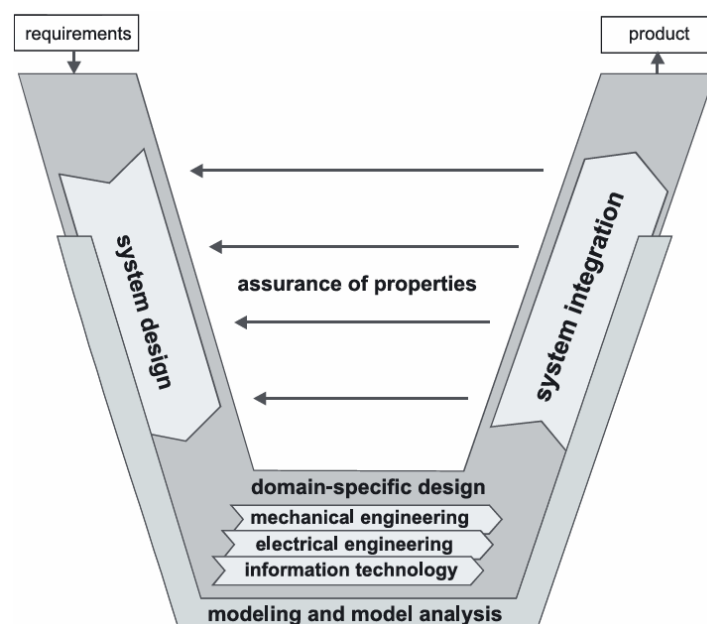 requirements
product
system design
assurance of properties
system integration
domain-specific design
mechanical engineering
electrical engineering
information technology
modeling and model analysis